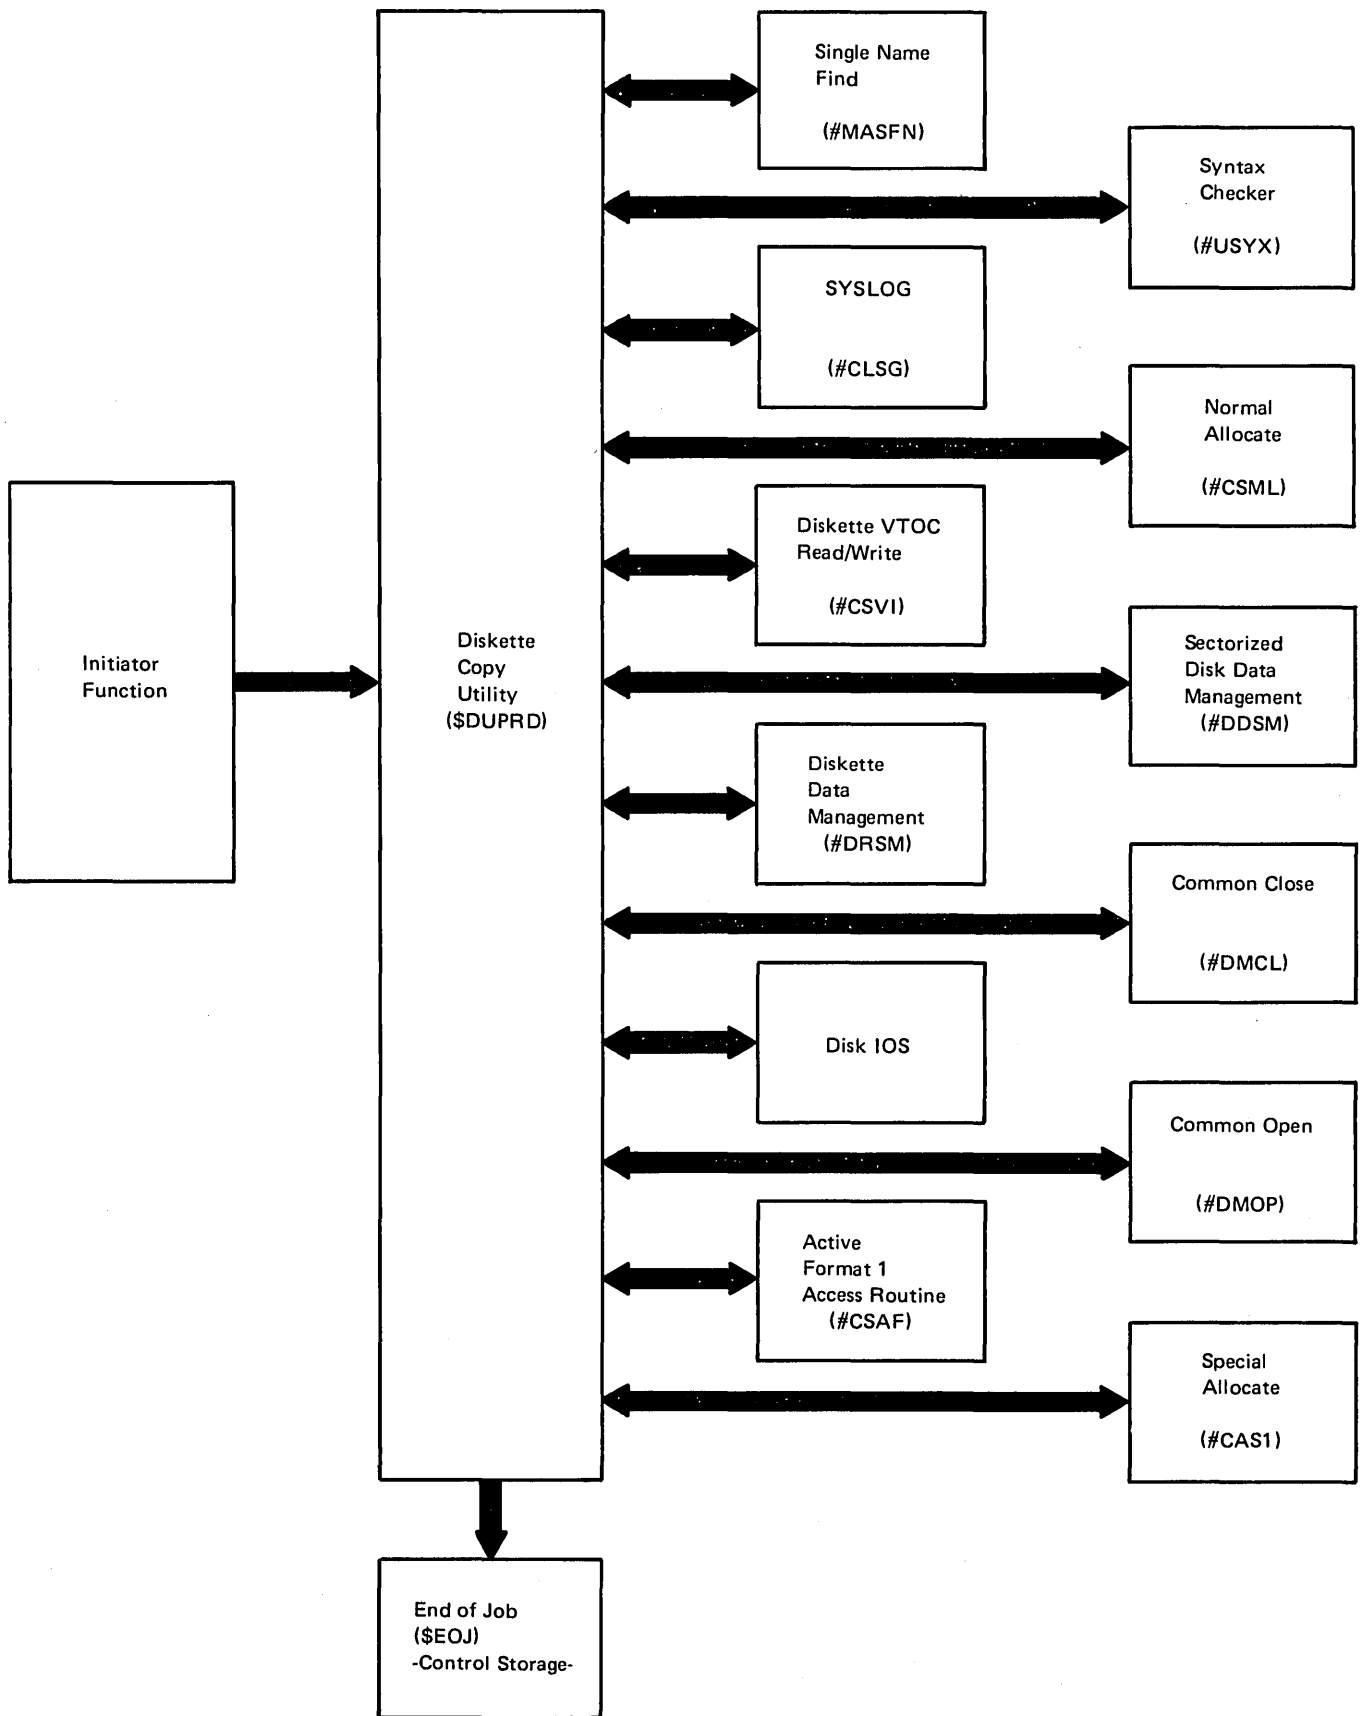 Single Name
Find
(#MASFN)
Syntax
Checker
(#USYX)
SYSLOG
(#CLSG)
Normal
Allocate
(#CSML)
Diskette VTOC
Read/Write
(#CSVI)
Initiator
Function
Diskette
Copy
Utility
($DUPRD)
Sectorized
Disk Data
Management
(#DDSM)
Diskette
Data
Management
(#DRSM)
Common Close
(#DMCL)
Disk IOS
Common Open
(#DMOP)
Active
Format 1
Access Routine
(#CSAF)
Special
Allocate
(#CAS1)
End of Job
($EOJ)
-Control Storage-